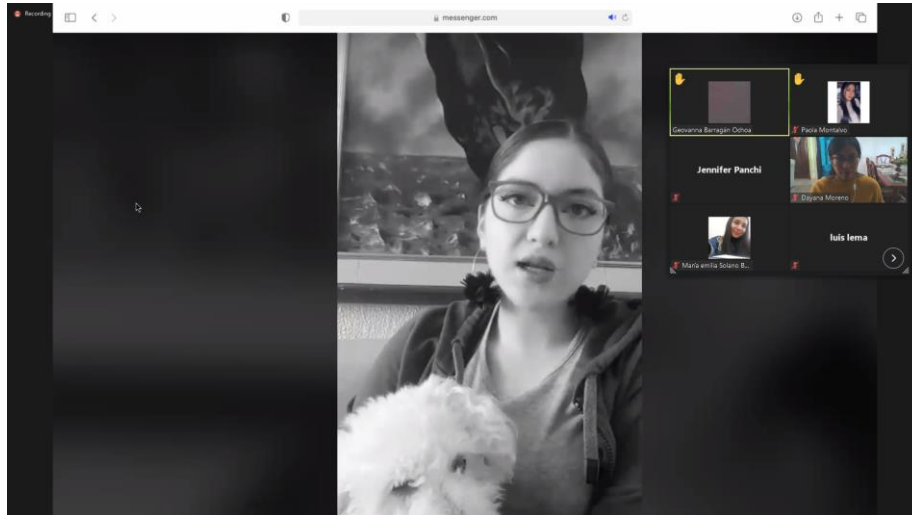 Recording
messenger.com
Geovanna Barragán Ochoa
Paola Montalvo
Jennifer Panchi
Dayana Moreno
María emilia Solano B...
luis lema